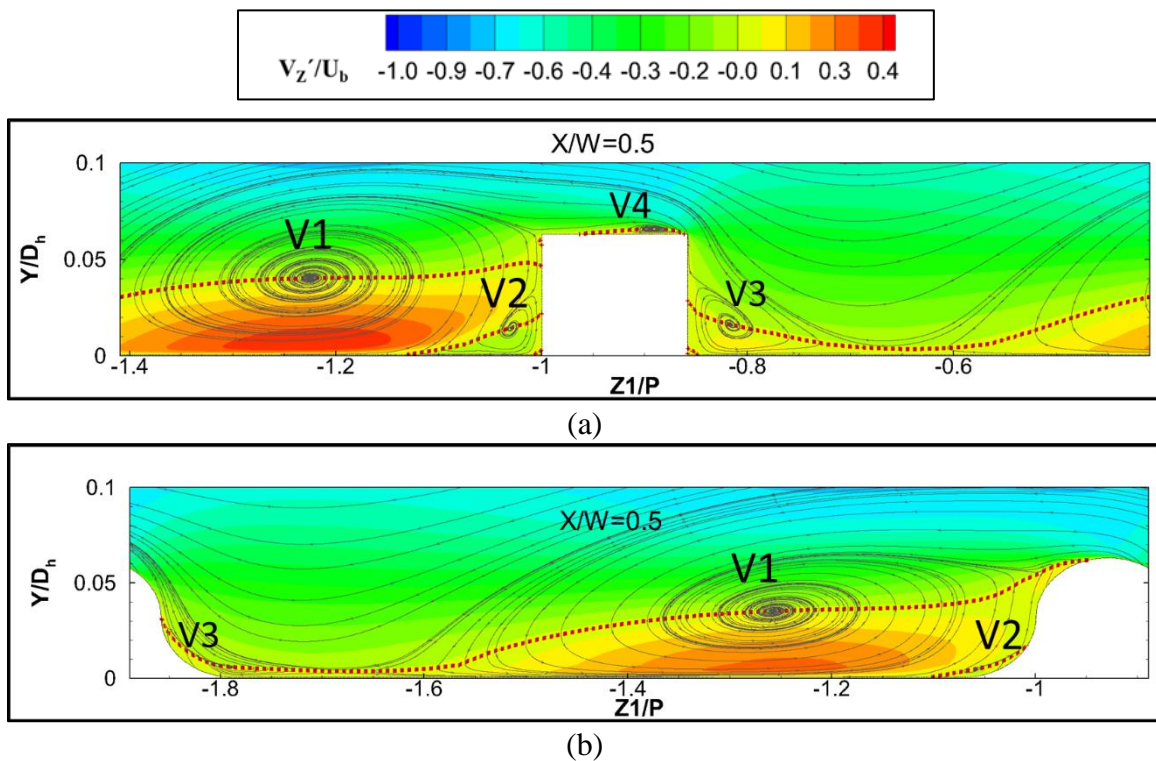 V_Z´/U_b -1.0 -0.9 -0.7 -0.6 -0.4 -0.3 -0.2 -0.0 0.1 0.3 0.4
X/W=0.5
0.1
V4
V1
Y/D_h
0.05
V2
V3
0
-1.4 -1.2 -1 -0.8 -0.6
Z1/P
(a)
0.1
X/W=0.5
V1
Y/D_h
0.05
V3
V2
0
-1.8 -1.6 -1.4 -1.2 -1
Z1/P
(b)